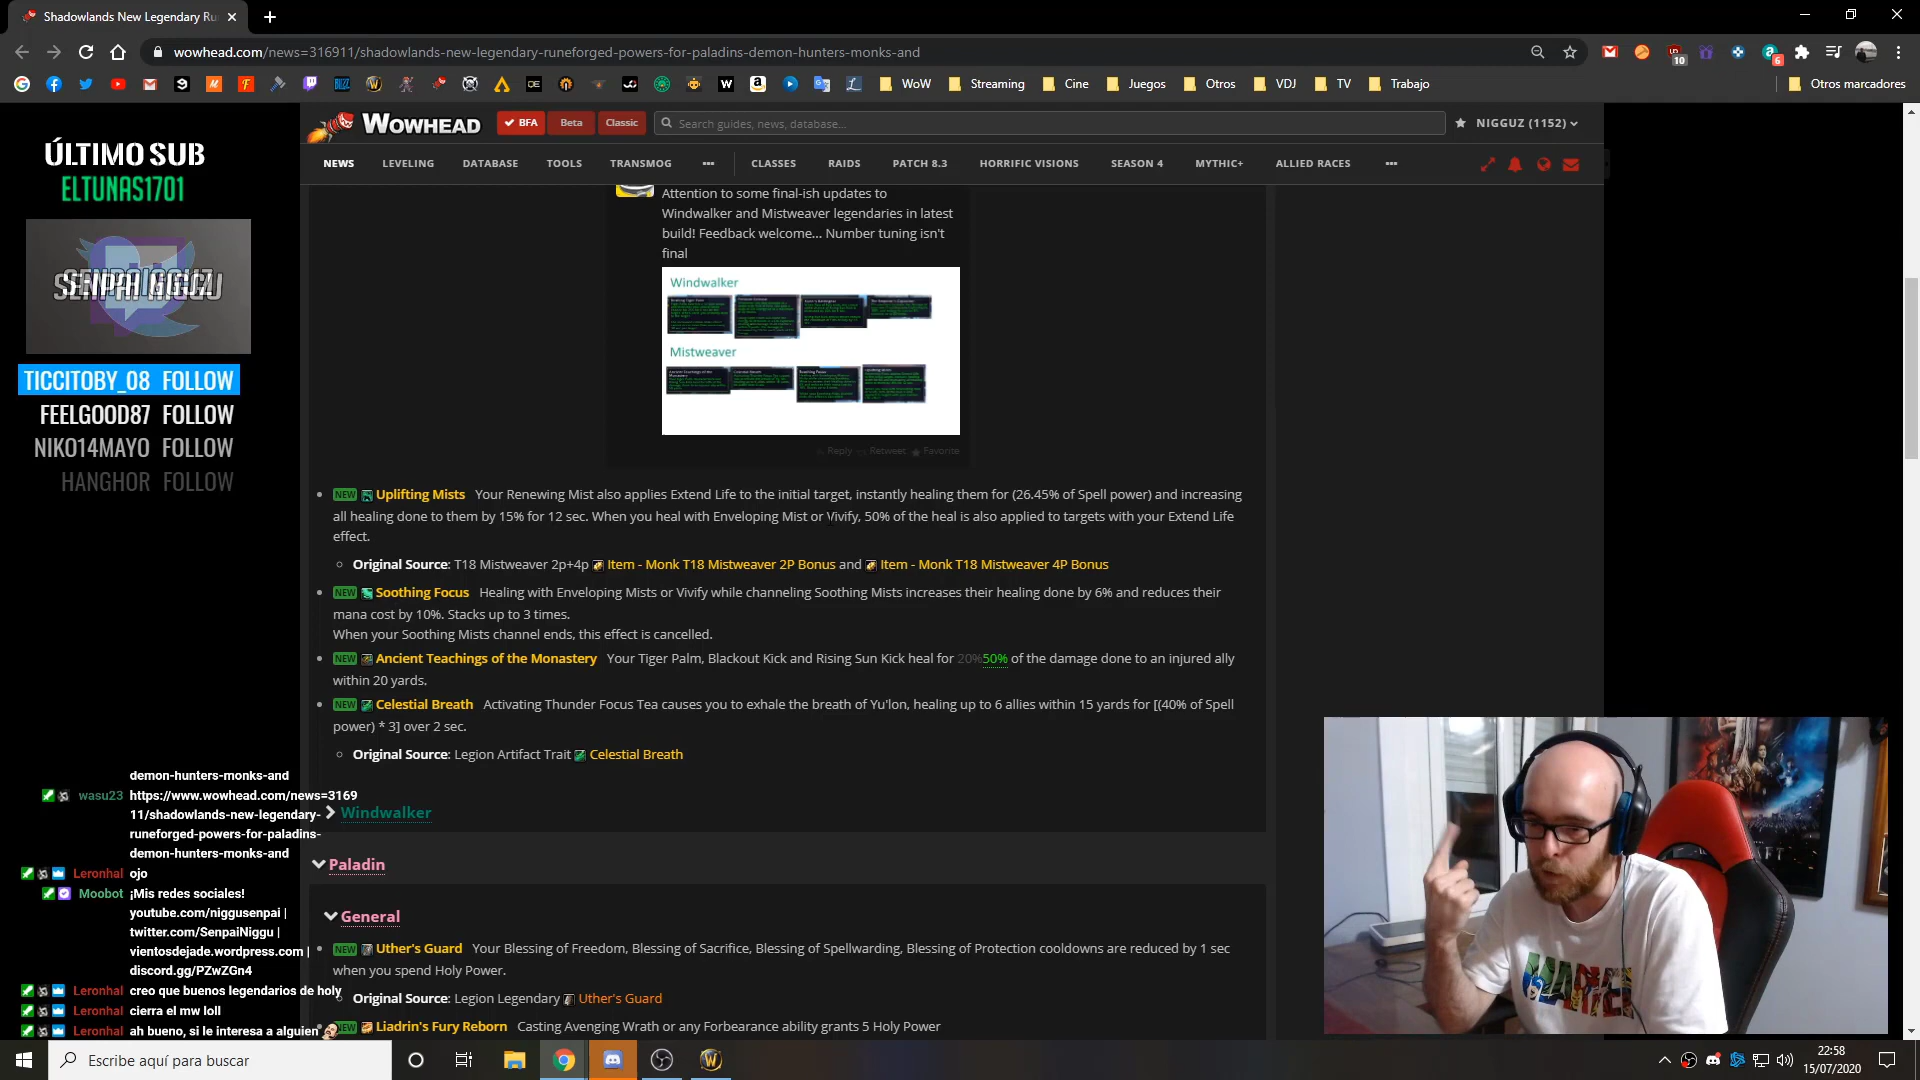 Shadowlands New Legendary Ru
wowhead.com/news=316911/shadowlands-new-legendary-runeforged-powers-for-paladins-demon-hunters-monks-and
10
6
WoW
Streaming
Cine
Juegos
Otros
VDJ
TV
Trabajo
Otros marcadores
WOWHEAD
BFA
Beta
Classic
Search guides, news, database...
NIGGUZ (1152)
NEWS
LEVELING
DATABASE
TOOLS
TRANSMOG
CLASSES
RAIDS
PATCH 8.3
HORRIFIC VISIONS
SEASON 4
MYTHIC+
ALLIED RACES
ÚLTIMO SUB
ELTUNAS1701
SENPAI NIGGUZ
TICCITOBY_08 FOLLOW
FEELGOOD87 FOLLOW
NIKO14MAYO FOLLOW
HANGHOR FOLLOW
Attention to some final-ish updates to
Windwalker and Mistweaver legendaries in latest
build! Feedback welcome... Number tuning isn't
final
Windwalker
Mistweaver
Reply Retweet Favorite
NEW Uplifting Mists Your Renewing Mist also applies Extend Life to the initial target, instantly healing them for (26.45% of Spell power) and increasing
all healing done to them by 15% for 12 sec. When you heal with Enveloping Mist or Vivify, 50% of the heal is also applied to targets with your Extend Life
effect.
Original Source: T18 Mistweaver 2p+4p Item - Monk T18 Mistweaver 2P Bonus and Item - Monk T18 Mistweaver 4P Bonus
NEW Soothing Focus Healing with Enveloping Mists or Vivify while channeling Soothing Mists increases their healing done by 6% and reduces their
mana cost by 10%. Stacks up to 3 times.
When your Soothing Mists channel ends, this effect is cancelled.
NEW Ancient Teachings of the Monastery Your Tiger Palm, Blackout Kick and Rising Sun Kick heal for 20%50% of the damage done to an injured ally
within 20 yards.
NEW Celestial Breath Activating Thunder Focus Tea causes you to exhale the breath of Yu'lon, healing up to 6 allies within 15 yards for [(40% of Spell
power) * 3] over 2 sec.
Original Source: Legion Artifact Trait Celestial Breath
Windwalker
Paladin
General
NEW Uther's Guard Your Blessing of Freedom, Blessing of Sacrifice, Blessing of Spellwarding, Blessing of Protection cooldowns are reduced by 1 sec
when you spend Holy Power.
Original Source: Legion Legendary Uther's Guard
NEW Liadrin's Fury Reborn Casting Avenging Wrath or any Forbearance ability grants 5 Holy Power
demon-hunters-monks-and
wasu23 https://www.wowhead.com/news=3169
11/shadowlands-new-legendary-
runeforged-powers-for-paladins-
demon-hunters-monks-and
Leronhal ojo
Moobot ¡Mis redes sociales!
youtube.com/niggusenpai |
twitter.com/SenpaiNiggu |
vientosdejade.wordpress.com |
discord.gg/PZwZGn4
Leronhal creo que buenos legendarios de holy
Leronhal cierra el mw loll
Leronhal ah bueno, si le interesa a alguien
Escribe aquí para buscar
22:58
15/07/2020